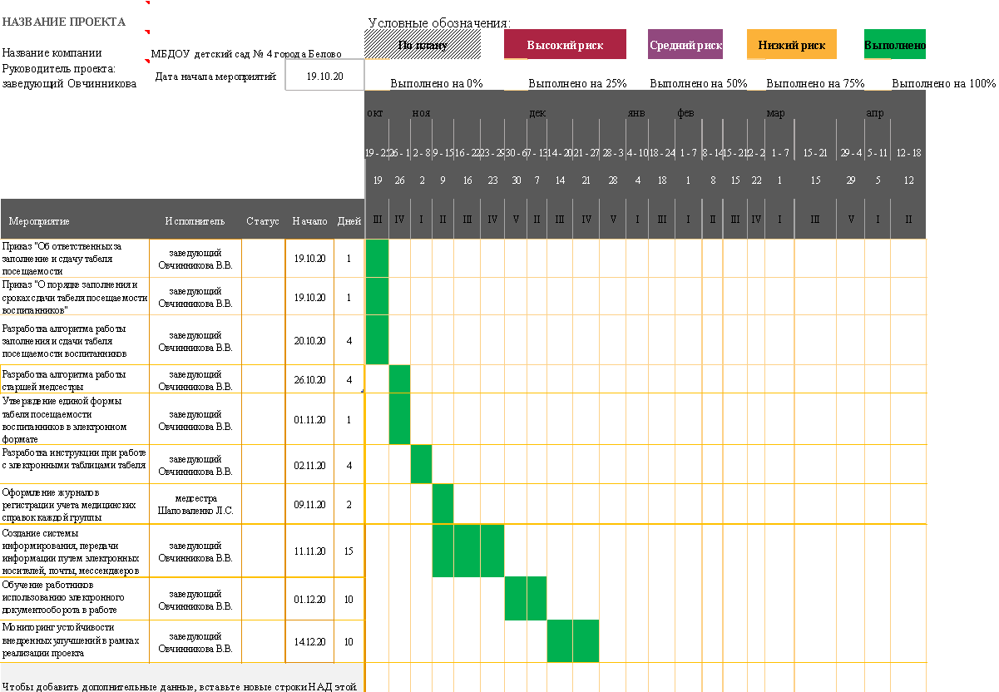 НАЗВАНИЕ ПРОЕКТА
Условные обозначения:
По плану Высокий риск Средний риск Низкий риск Выполнено
Название компании МБДОУ детский сад № 4 города Белово
Руководитель проекта:
заведующий Овчинникова
Дата начала мероприятий: 19.10.20
Выполнено на 0% Выполнено на 25% Выполнено на 50% Выполнено на 75% Выполнено на 100%
окт ноя дек янв фев мар апр
19 - 25 26 - 1 2 - 8 9 - 15 16 - 22 23 - 29 30 - 6 7 - 13 14 - 20 21 - 27 28 - 3 4 - 10 18 - 24 1 - 7 8 - 14 15 - 21 22 - 2 1 - 7 15 - 21 29 - 4 5 - 11 12 - 18
19 26 2 9 16 23 30 7 14 21 28 4 18 1 8 15 22 1 15 29 5 12
Мероприятие Исполнитель Статус Начало Дней III IV I II III IV V II III IV V I III I II III IV I III V I II
Приказ "Об ответственных за
заполнение и сдачу табеля
посещаемости
заведующий
Овчинникова В.В.
19.10.20 1
Приказ "О порядке заполнения и
сроках сдачи табеля посещаемости
воспитанников"
заведующий
Овчинникова В.В.
19.10.20 1
Разработка алгоритма работы
заполнения и сдачи табеля
посещаемости воспитанников
заведующий
Овчинникова В.В.
20.10.20 4
Разработка алгоритма работы
старшей медсестры
заведующий
Овчинникова В.В.
26.10.20 4
Утверждение единой формы
табеля посещаемости
воспитанников в электронном
формате
заведующий
Овчинникова В.В.
01.11.20 1
Разработка инструкции при работе
с электронными таблицами табеля
заведующий
Овчинникова В.В.
02.11.20 4
Оформление журналов
регистрации учета медицинских
справок каждой группы
медсестра
Шаповаленко Л.С.
09.11.20 2
Создание системы
информирования, передачи
информации путем электронных
носителей, почты, мессенджеров
заведующий
Овчинникова В.В.
11.11.20 15
Обучение работников
использованию электронного
документооборота в работе
заведующий
Овчинникова В.В.
01.12.20 10
Мониторинг устойчивости
внедренных улучшений в рамках
реализации проекта
заведующий
Овчинникова В.В.
14.12.20 10
Чтобы добавить дополнительные данные, вставьте новые строки НАД этой